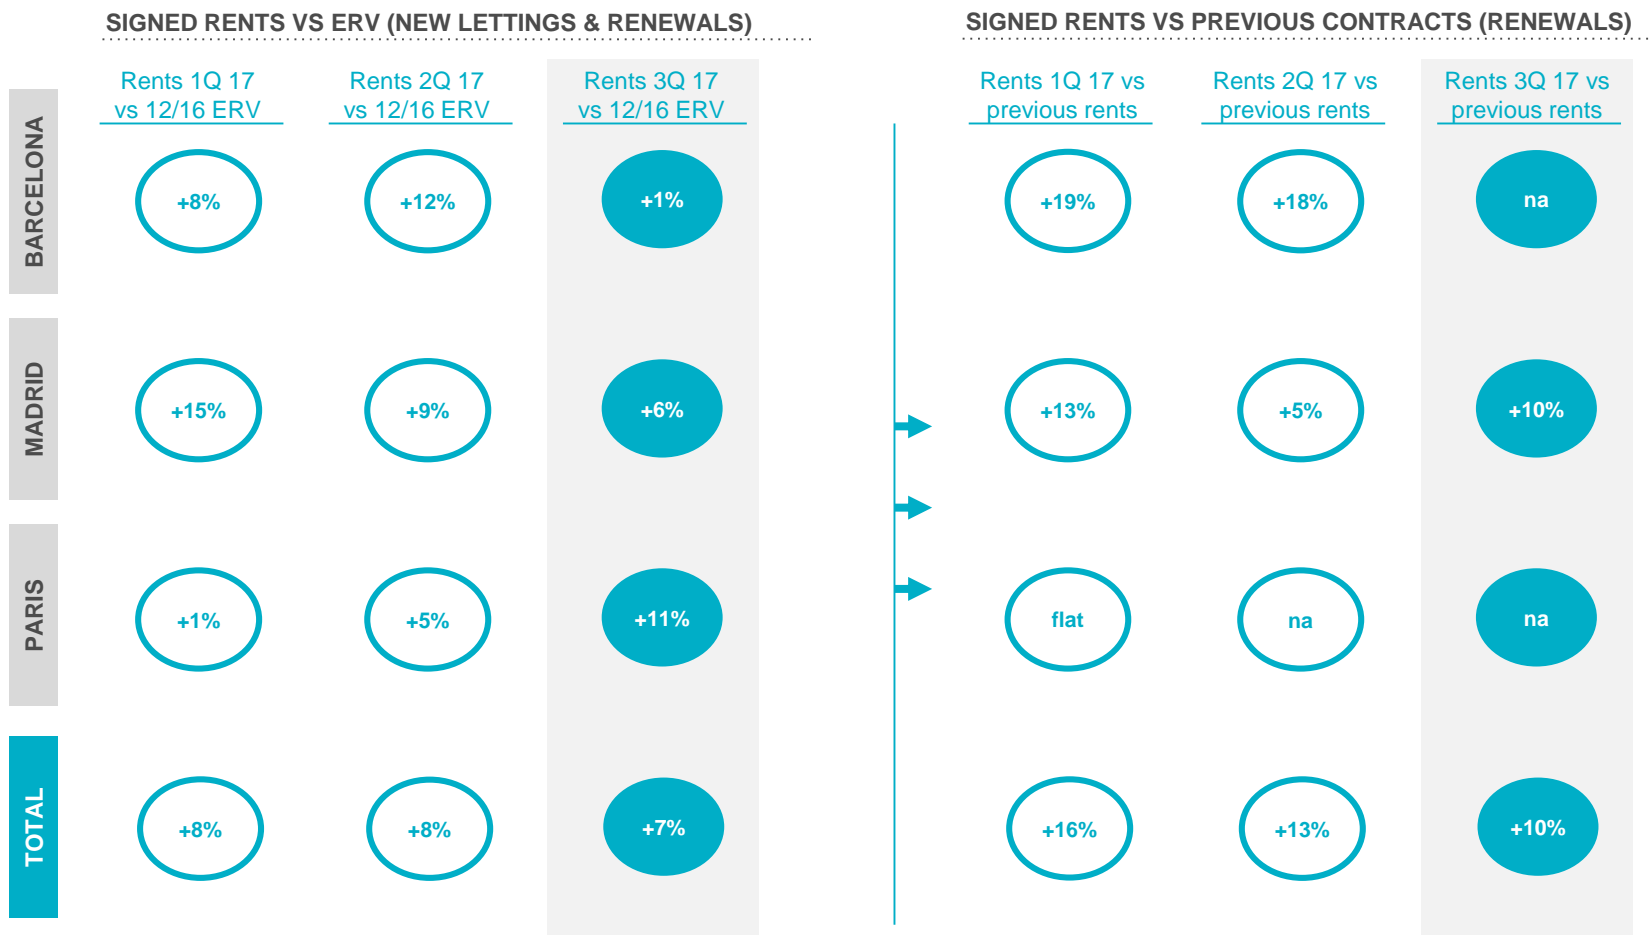 SIGNED RENTS VS ERV (NEW LETTINGS & RENEWALS)
Rents 1Q 17
vs 12/16 ERV
Rents 2Q 17
vs 12/16 ERV
Rents 3Q 17
vs 12/16 ERV
BARCELONA
+8%
+12%
+1%
MADRID
+15%
+9%
+6%
PARIS
+1%
+5%
+11%
TOTAL
+8%
+8%
+7%
SIGNED RENTS VS PREVIOUS CONTRACTS (RENEWALS)
Rents 1Q 17 vs
previous rents
Rents 2Q 17 vs
previous rents
Rents 3Q 17 vs
previous rents
+19%
+18%
na
+13%
+5%
+10%
flat
na
na
+16%
+13%
+10%